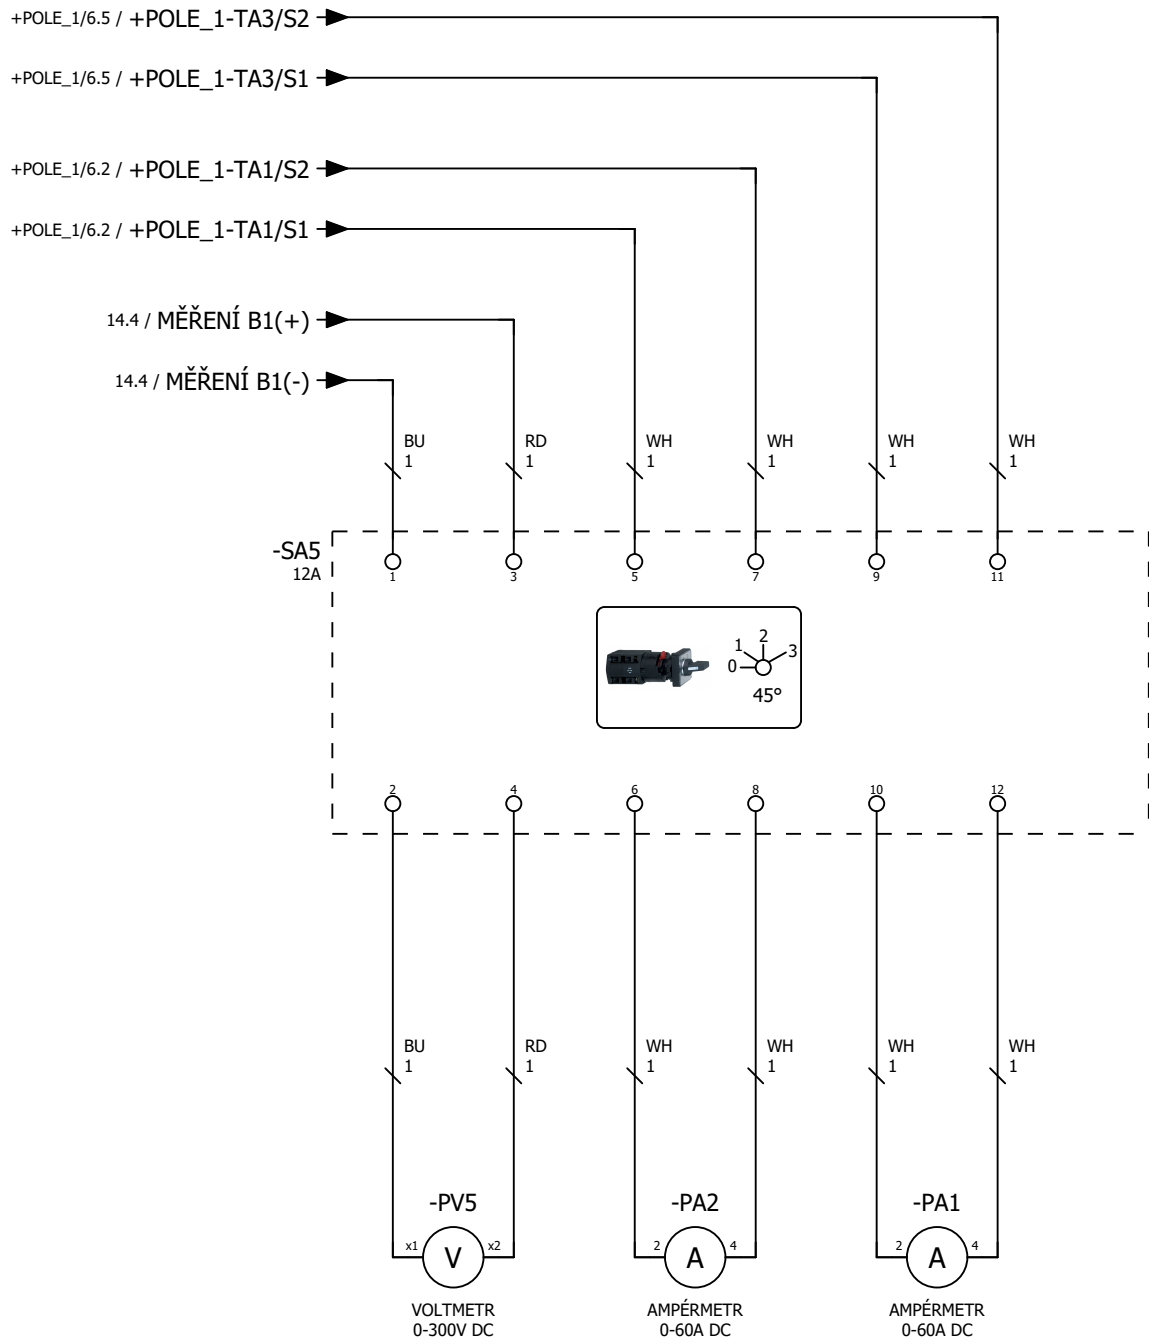 +POLE_1/6.5 / +POLE_1-TA3/S2
+POLE_1/6.5 / +POLE_1-TA3/S1
+POLE_1/6.2 / +POLE_1-TA1/S2
+POLE_1/6.2 / +POLE_1-TA1/S1
14.4 / MĚŘENÍ B1(+)
14.4 / MĚŘENÍ B1(-)
BU RD WH WH WH WH
1 1 1 1 1 1
-SA5
12A
1 3 5 7 9 11
2
1 3
0
45°
2 4 6 8 10 12
BU RD WH WH WH WH
1 1 1 1 1 1
-PV5 -PA2 -PA1
x1 x2 2 4 2 4
V A A
VOLTMETR AMPÉRMETR AMPÉRMETR
0-300V DC 0-60A DC 0-60A DC